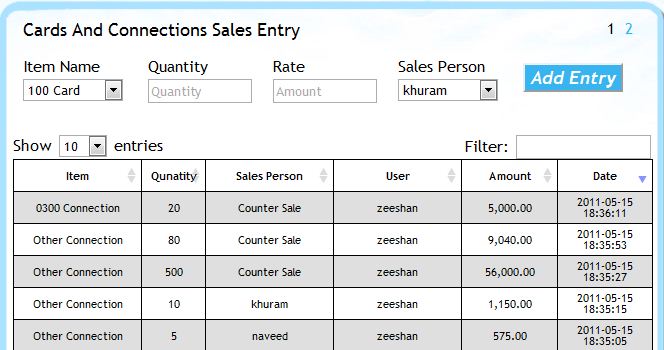 Cards And Connections Sales Entry 1 2
Item Name Quantity Rate Sales Person
100 Card Quantity Amount khuram Add Entry
Show 10 entries Filter:
Item Qunatity Sales Person User Amount Date
0300 Connection 20 Counter Sale zeeshan 5,000.00 2011-05-15 18:36:11
Other Connection 80 Counter Sale zeeshan 9,040.00 2011-05-15 18:35:53
Other Connection 500 Counter Sale zeeshan 56,000.00 2011-05-15 18:35:27
Other Connection 10 khuram zeeshan 1,150.00 2011-05-15 18:35:15
Other Connection 5 naveed zeeshan 575.00 2011-05-15 18:35:05